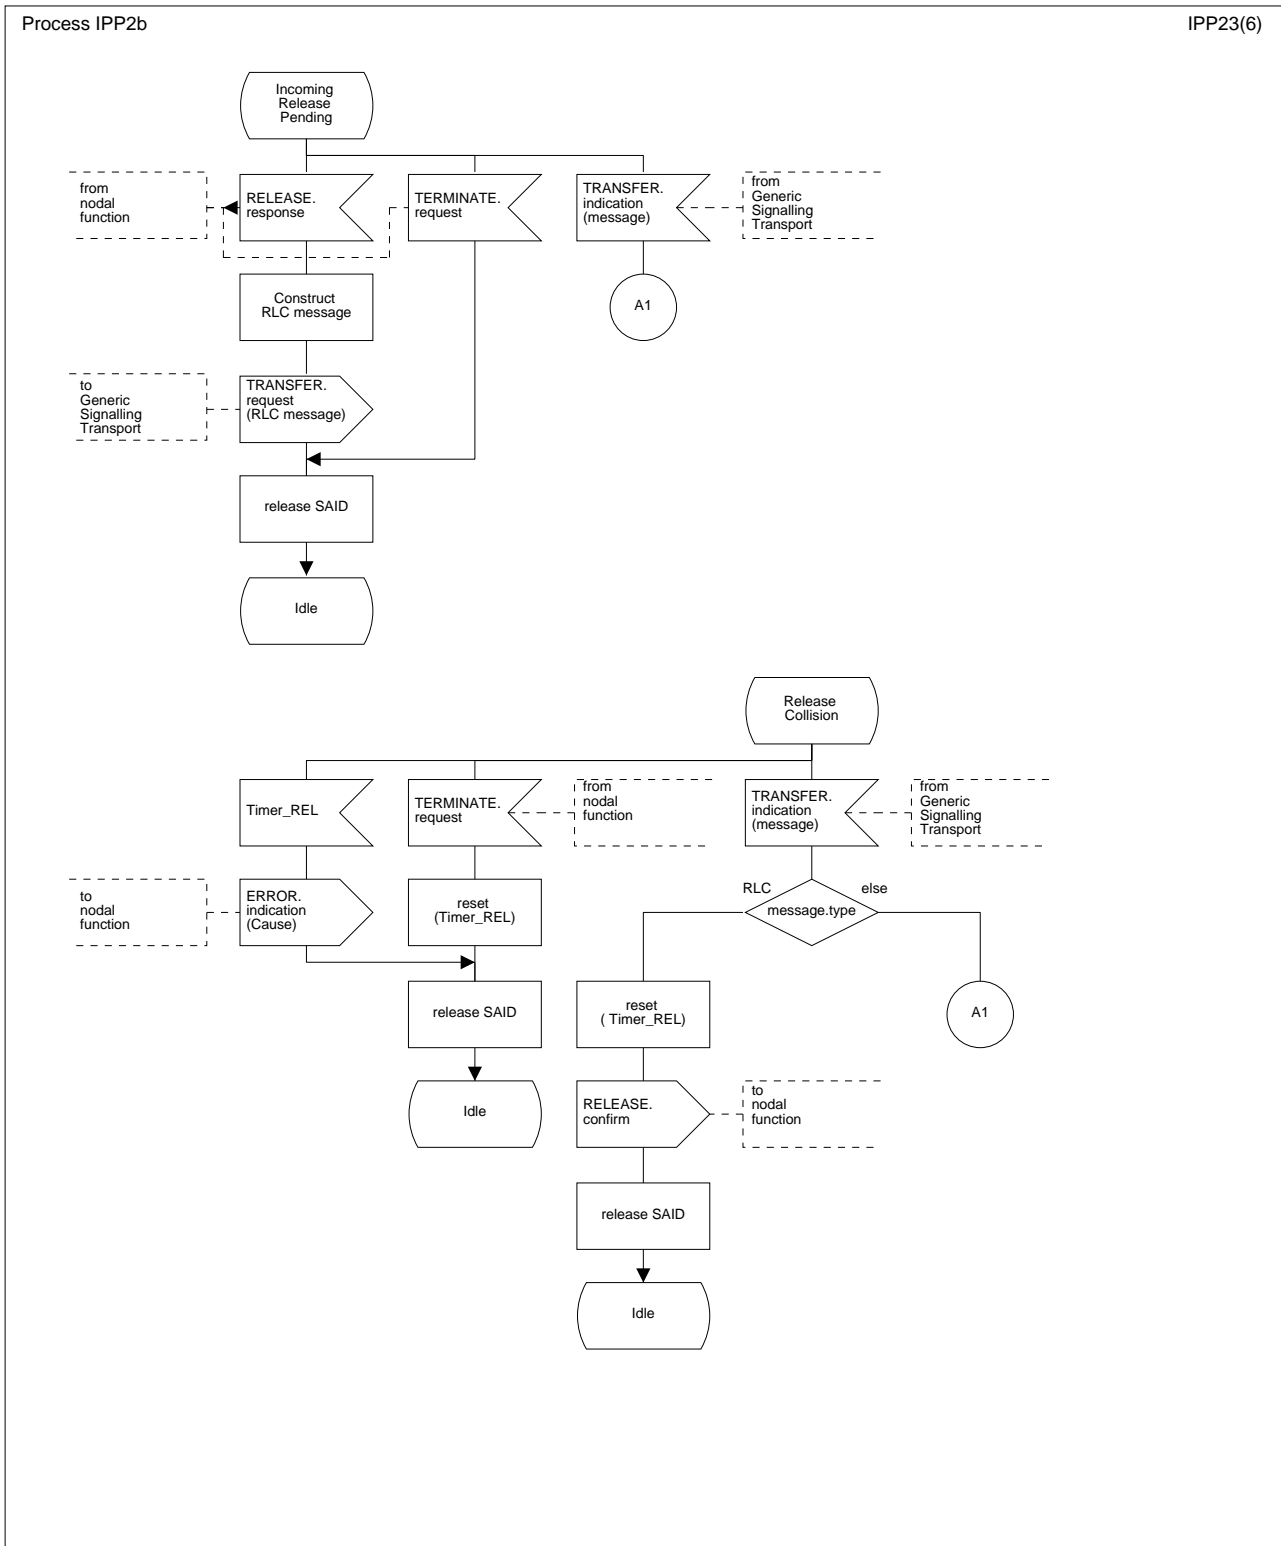 Process IPP2b
IPP23(6)
Incoming
Release
Pending
from
nodal
function
RELEASE.
response
TERMINATE.
request
TRANSFER.
indication
(message)
from
Generic
Signalling
Transport
Construct
RLC message
A1
to
Generic
Signalling
Transport
TRANSFER.
request
(RLC message)
release SAID
Idle
Release
Collision
Timer_REL
TERMINATE.
request
from
nodal
function
TRANSFER.
indication
(message)
from
Generic
Signalling
Transport
to
nodal
function
ERROR.
indication
(Cause)
reset
(Timer_REL)
RLC
else
message.type
release SAID
reset
( Timer_REL)
A1
Idle
RELEASE.
confirm
to
nodal
function
release SAID
Idle